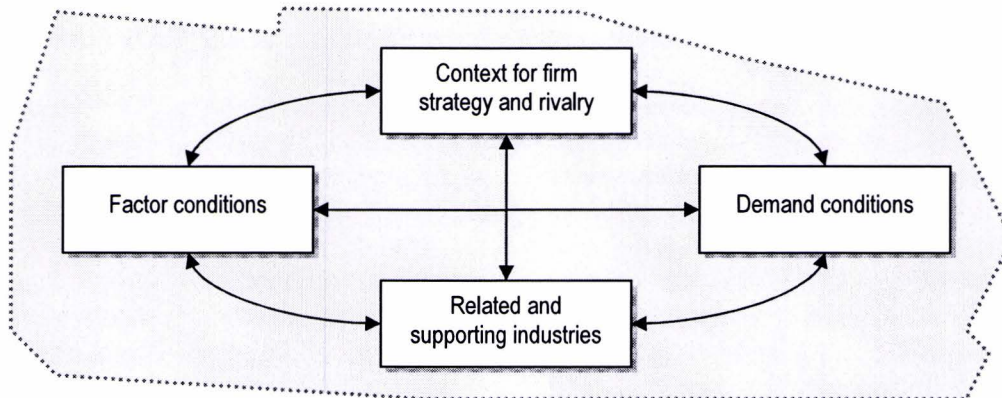 Context for firm
strategy and rivalry
Factor conditions
Demand conditions
Related and
supporting industries